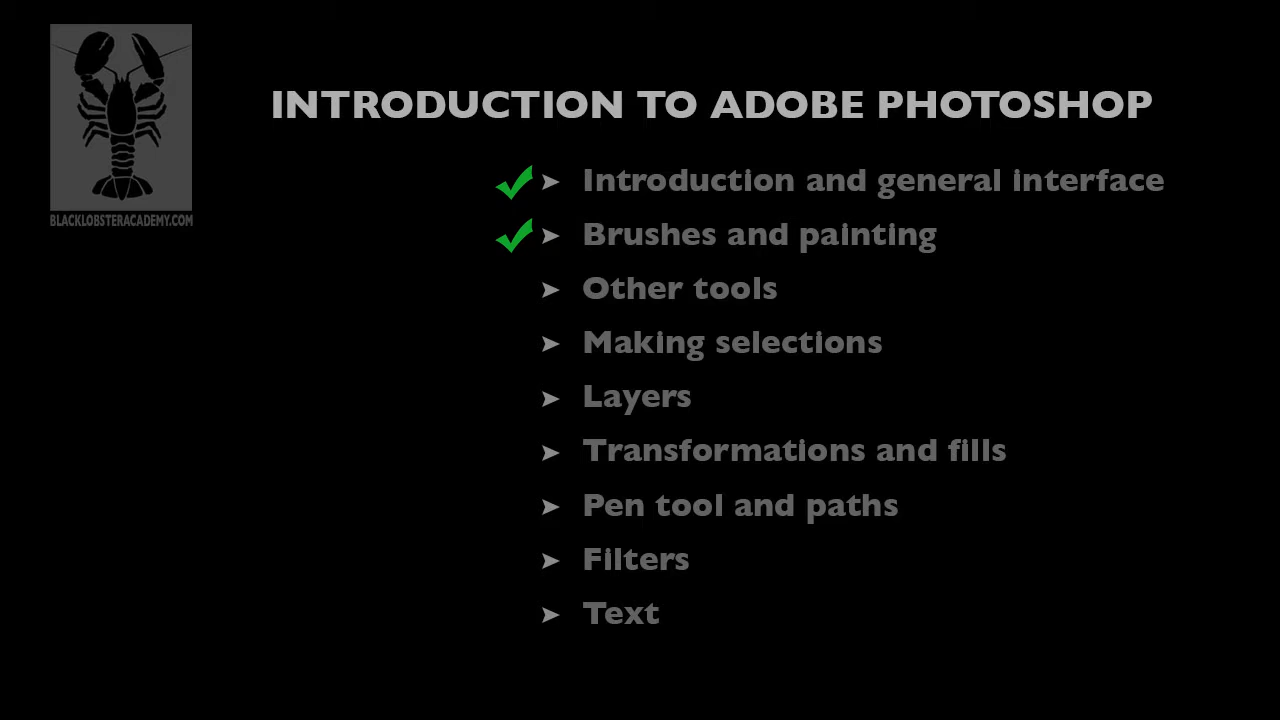 INTRODUCTION TO ADOBE PHOTOSHOP
BLACKLOBSTERACADEMY.COM
Introduction and general interface
Brushes and painting
Other tools
Making selections
Layers
Transformations and fills
Pen tool and paths
Filters
Text